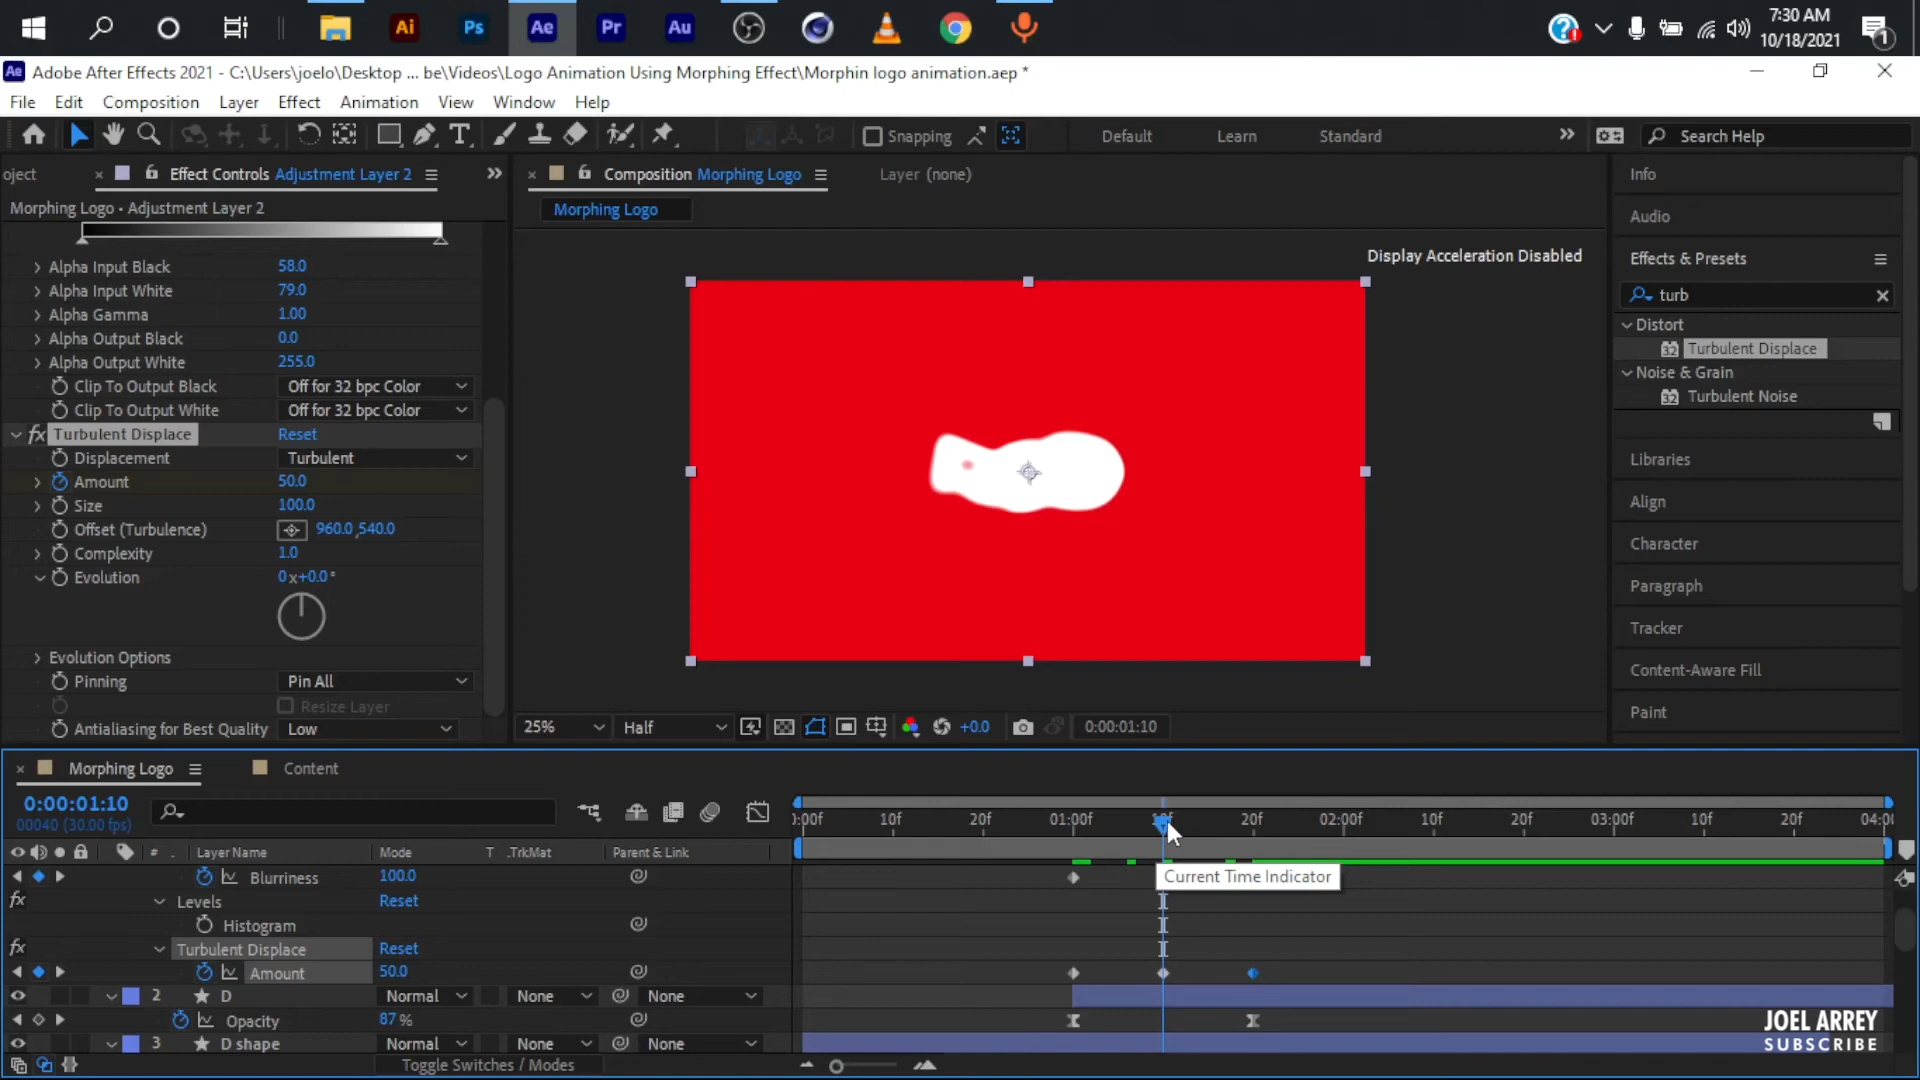 Ai
Ps
Ae
Pr
Au
7:30 AM
10/18/2021
1
Ae Adobe After Effects 2021 - C:\Users\joelo\Desktop ... be\Videos\Logo Animation Using Morphing Effect\Morphin logo animation.aep *
File Edit Composition Layer Effect Animation View Window Help
Snapping
Default Learn Standard
Search Help
oject
Effect Controls Adjustment Layer 2
Morphing Logo • Adjustment Layer 2
Alpha Input Black 58.0
Alpha Input White 79.0
Alpha Gamma 1.00
Alpha Output Black 0.0
Alpha Output White 255.0
Clip To Output Black Off for 32 bpc Color
Clip To Output White Off for 32 bpc Color
fx Turbulent Displace Reset
Displacement Turbulent
Amount 50.0
Size 100.0
Offset (Turbulence) 960.0,540.0
Complexity 1.0
Evolution 0x+0.0°
Evolution Options
Pinning Pin All
Resize Layer
Antialiasing for Best Quality Low
Composition Morphing Logo
Layer (none)
Morphing Logo
Display Acceleration Disabled
25% Half +0.0 0:00:01:10
Info
Audio
Effects & Presets
turb
Distort
32 Turbulent Displace
Noise & Grain
32 Turbulent Noise
Libraries
Align
Character
Paragraph
Tracker
Content-Aware Fill
Paint
Morphing Logo Content
0:00:01:10
00040 (30.00 fps)
):00f 10f 20f 01:00f 10f 20f 02:00f 10f 20f 03:00f 10f 20f 04:00
# . Layer Name Mode T .TrkMat Parent & Link
Blurriness 100.0
Current Time Indicator
fx Levels Reset
Histogram
fx Turbulent Displace Reset
Amount 50.0
2 D Normal None None
Opacity 87 %
3 D shape Normal None None
Toggle Switches / Modes
JOEL ARREY
SUBSCRIBE